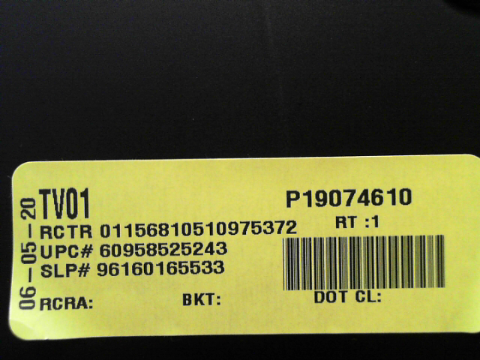 06-05-20
TV01
P19074610
RCTR 01156810510975372
RT :1
UPC# 60958525243
SLP# 96160165533
RCRA:
BKT:
DOT CL: